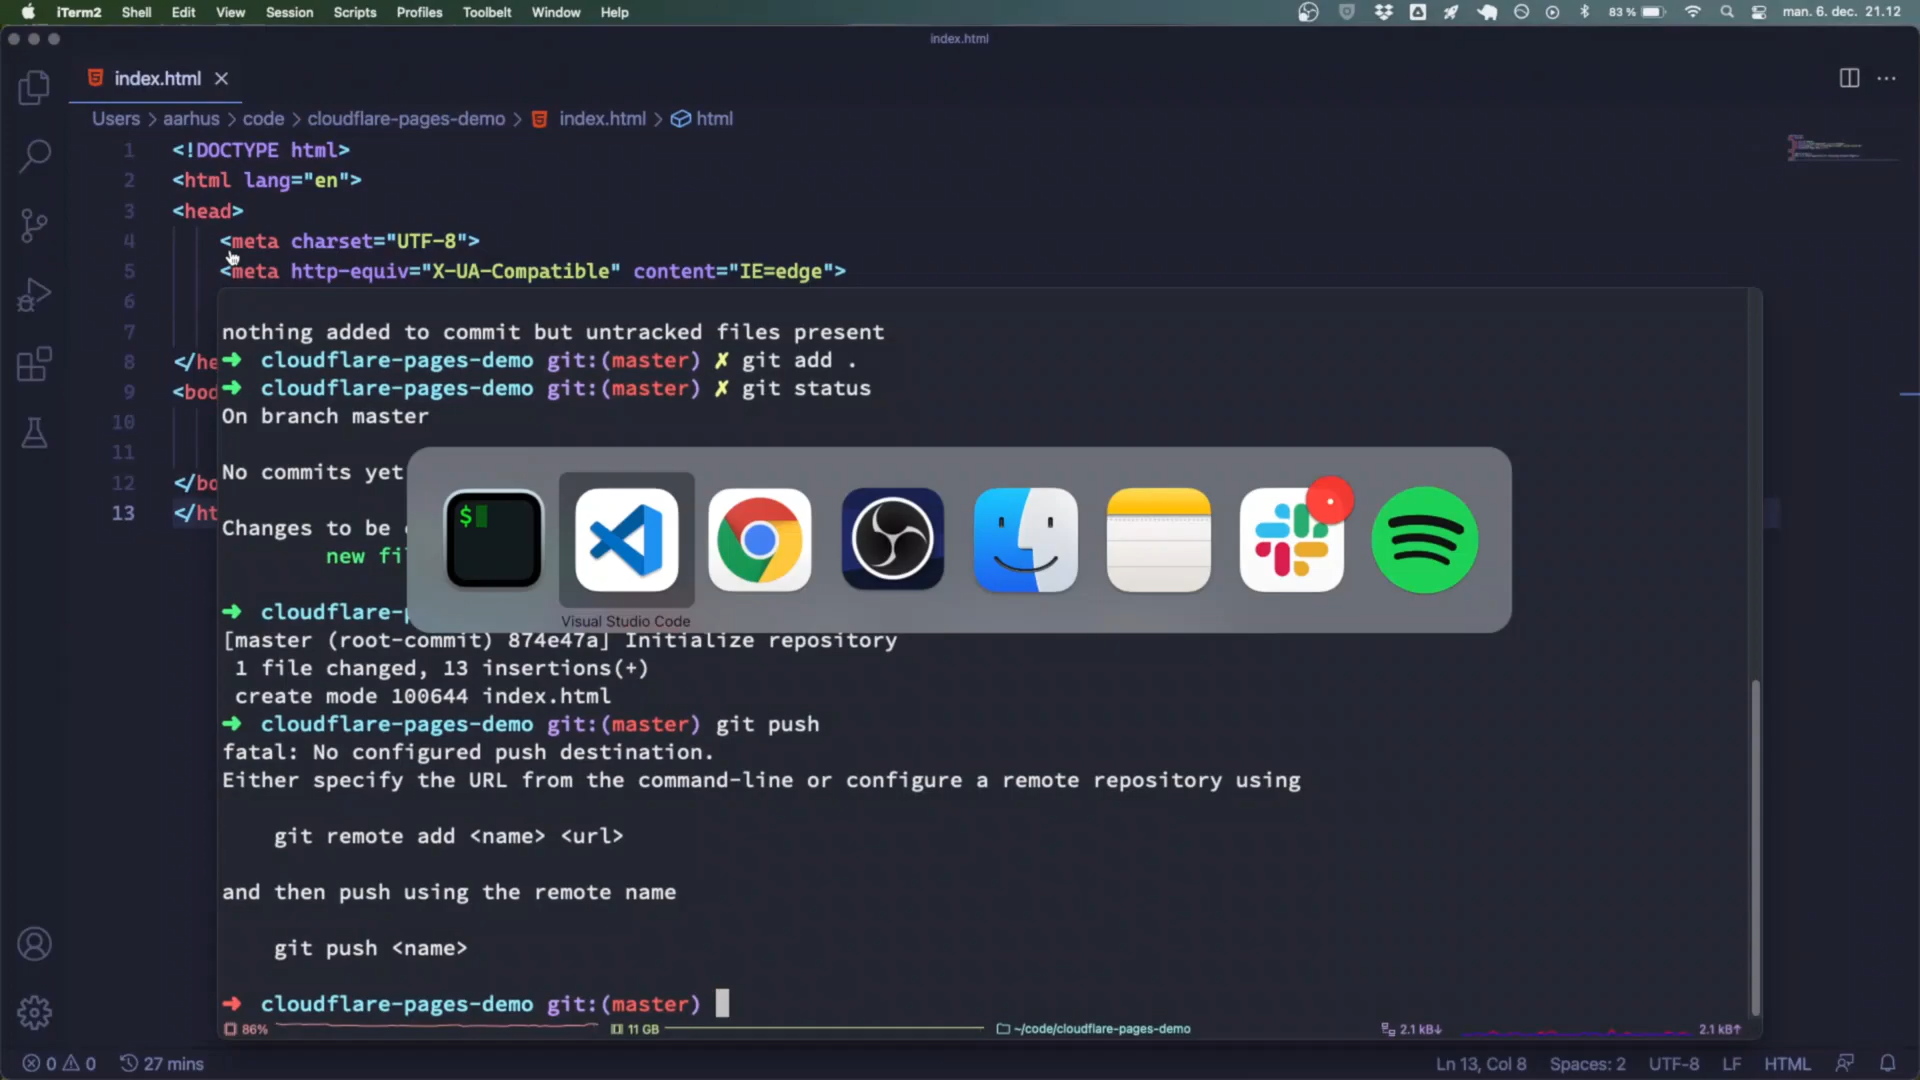 iTerm2 Shell Edit View Session Scripts Profiles Toolbelt Window Help 83 % man. 6. dec. 21.12
index.html
index.html
Users > aarhus > code > cloudflare-pages-demo > index.html > html
1 <!DOCTYPE html>
2 <html lang="en">
3 <head>
4 <meta charset="UTF-8">
5 <meta http-equiv="X-UA-Compatible" content="IE=edge">
6
7
8 </he
9 <bod
10
11
12 </bo
13 </ht
nothing added to commit but untracked files present
➜ cloudflare-pages-demo git:(master) ✗ git add .
➜ cloudflare-pages-demo git:(master) ✗ git status
On branch master
No commits yet
Changes to be c
new fi
$
Visual Studio Code
➜ cloudflare-p
[master (root-commit) 874e47a] Initialize repository
1 file changed, 13 insertions(+)
create mode 100644 index.html
➜ cloudflare-pages-demo git:(master) git push
fatal: No configured push destination.
Either specify the URL from the command-line or configure a remote repository using
git remote add <name> <url>
and then push using the remote name
git push <name>
➜ cloudflare-pages-demo git:(master)
86% 11 GB ~/code/cloudflare-pages-demo 2.1 kB↓ 2.1 kB↑
0 0 27 mins Ln 13, Col 8 Spaces: 2 UTF-8 LF HTML